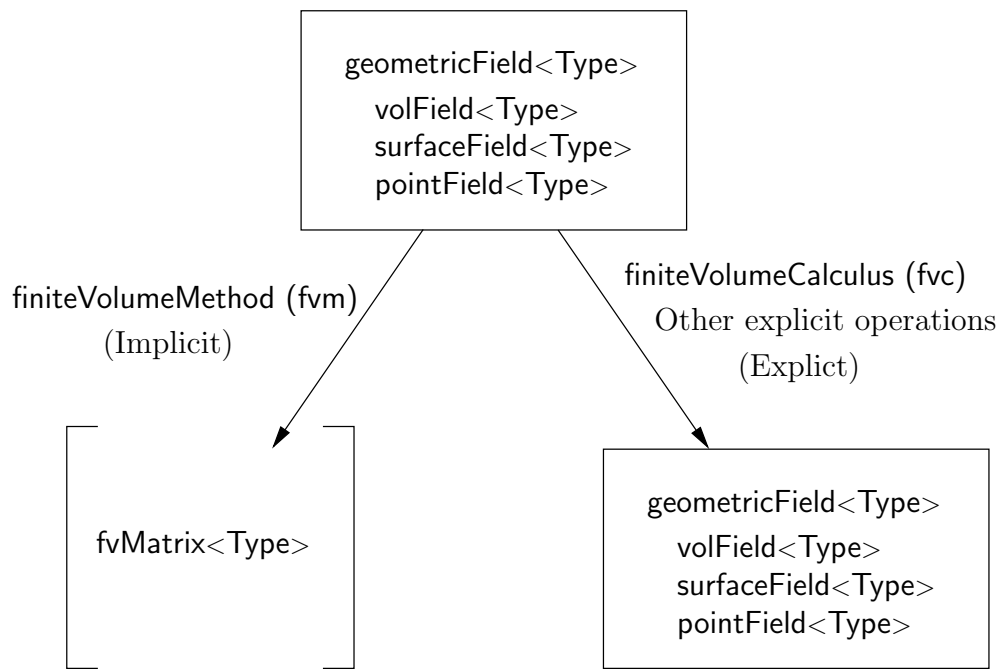 geometricField<Type>
volField<Type>
surfaceField<Type>
pointField<Type>
finiteVolumeMethod (fvm)
(Implicit)
finiteVolumeCalculus (fvc)
Other explicit operations
(Explict)
fvMatrix<Type>
geometricField<Type>
volField<Type>
surfaceField<Type>
pointField<Type>